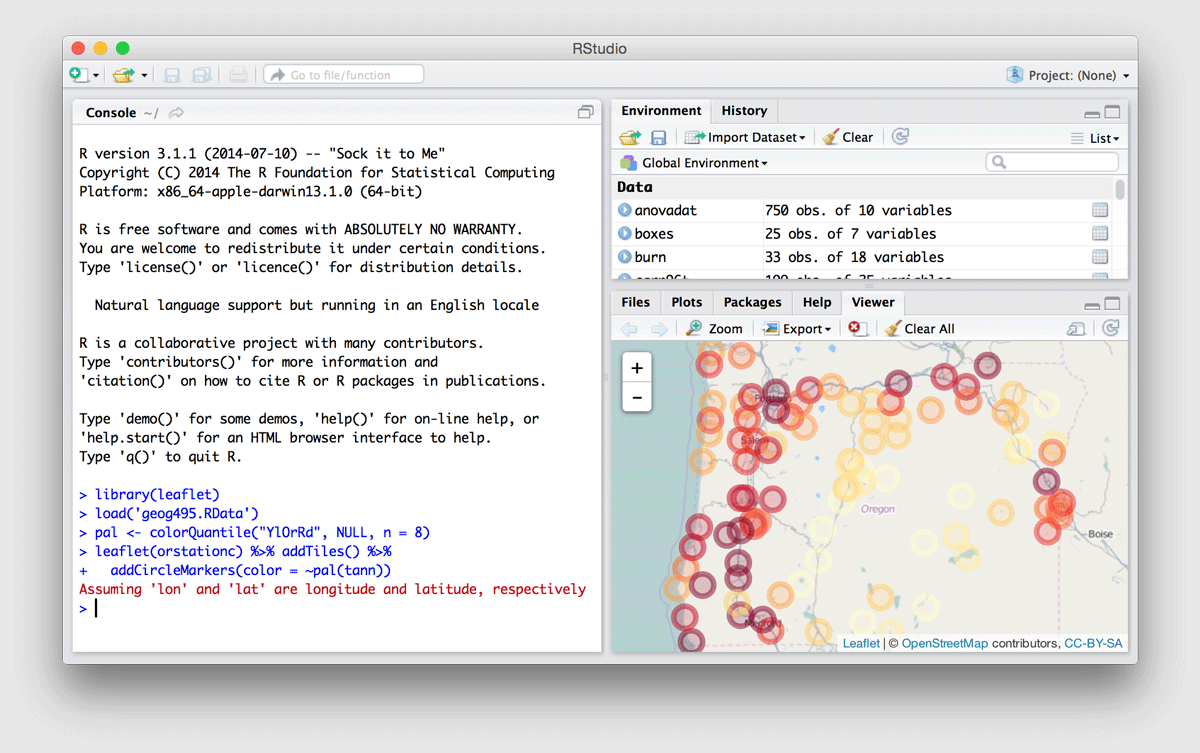 RStudio
Go to file/function
Project: (None)
Console ~/
R version 3.1.1 (2014-07-10) -- "Sock it to Me"
Copyright (C) 2014 The R Foundation for Statistical Computing
Platform: x86_64-apple-darwin13.1.0 (64-bit)
R is free software and comes with ABSOLUTELY NO WARRANTY.
You are welcome to redistribute it under certain conditions.
Type 'license()' or 'licence()' for distribution details.
Natural language support but running in an English locale
R is a collaborative project with many contributors.
Type 'contributors()' for more information and
'citation()' on how to cite R or R packages in publications.
Type 'demo()' for some demos, 'help()' for on-line help, or
'help.start()' for an HTML browser interface to help.
Type 'q()' to quit R.
> library(leaflet)
> load('geog495.RData')
> pal <- colorQuantile("YlOrRd", NULL, n = 8)
> leaflet(orstationc) %>% addTiles() %>%
+   addCircleMarkers(color = ~pal(tann))
Assuming 'lon' and 'lat' are longitude and latitude, respectively
>
Environment History
Import Dataset Clear List
Global Environment
Data
anovadat 750 obs. of 10 variables
boxes 25 obs. of 7 variables
burn 33 obs. of 18 variables
Files Plots Packages Help Viewer
Zoom Export Clear All
+
−
Portland
Salem
Oregon
Boise
Medford
Leaflet | © OpenStreetMap contributors, CC-BY-SA